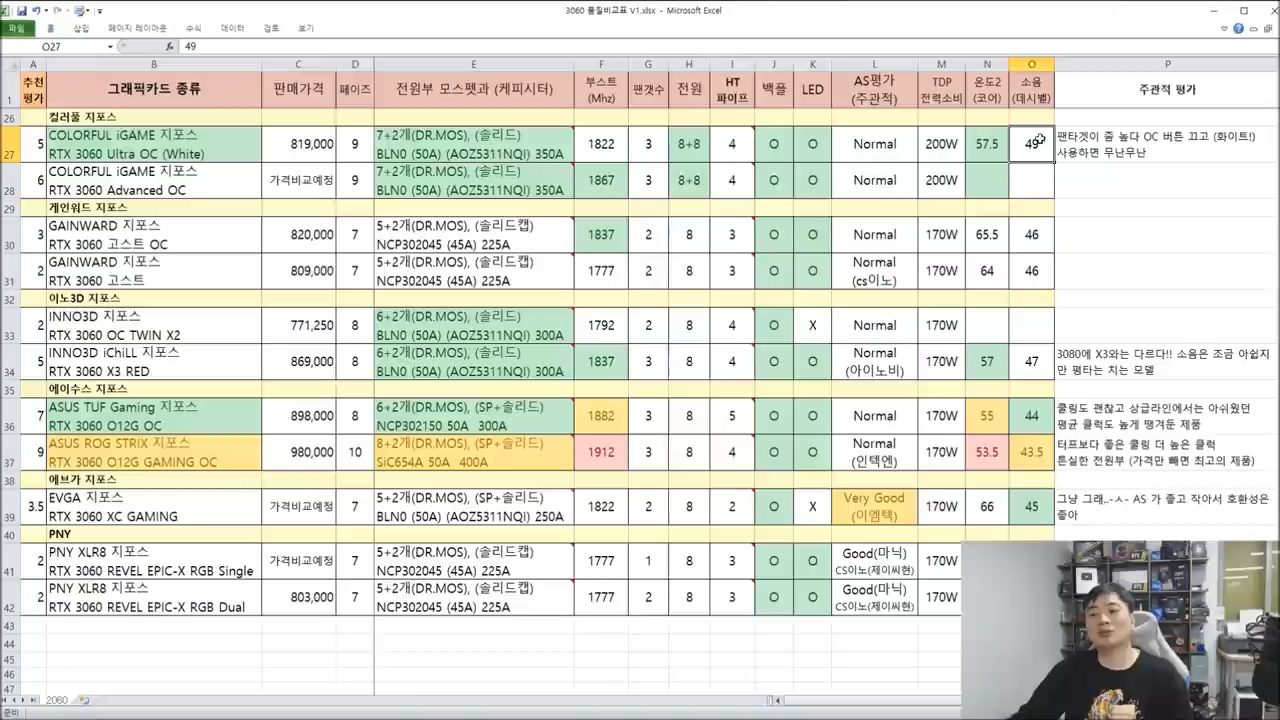 3060 품질비교표 V1.xlsx - Microsoft Excel
파일 홈 삽입 페이지 레이아웃 수식 데이터 검토 보기
O27 fx 49
A B C D E F G H I J K L M N O P
1 추천평가 그래픽카드 종류 판매가격 페이즈 전원부 모스펫과 (케피시터) 부스트 (Mhz) 팬갯수 전원 HT 파이프 백플 LED AS평가 (주관적) TDP 전력소비 온도2 (코어) 소음 (데시벨) 주관적 평가
26 컬러풀 지포스
27 5 COLORFUL iGAME 지포스 RTX 3060 Ultra OC (White) 819,000 9 7+2개(DR.MOS), (솔리드) BLN0 (50A) (AOZ5311NQI) 350A 1822 3 8+8 4 O O Normal 200W 57.5 49 팬타겟이 좀 높다 OC 버튼 끄고 (화이트!) 사용하면 무난무난
28 6 COLORFUL iGAME 지포스 RTX 3060 Advanced OC 가격비교예정 9 7+2개(DR.MOS), (솔리드) BLN0 (50A) (AOZ5311NQI) 350A 1867 3 8+8 4 O O Normal 200W
29 게인워드 지포스
30 3 GAINWARD 지포스 RTX 3060 고스트 OC 820,000 7 5+2개(DR.MOS), (솔리드캡) NCP302045 (45A) 225A 1837 2 8 3 O O Normal 170W 65.5 46
31 2 GAINWARD 지포스 RTX 3060 고스트 809,000 7 5+2개(DR.MOS), (솔리드캡) NCP302045 (45A) 225A 1777 2 8 3 O O Normal (cs이노) 170W 64 46
32 이노3D 지포스
33 2 INNO3D 지포스 RTX 3060 OC TWIN X2 771,250 8 6+2개(DR.MOS), (솔리드캡) BLN0 (50A) (AOZ5311NQI) 300A 1792 2 8 4 O X Normal 170W
34 5 INNO3D iChiLL 지포스 RTX 3060 X3 RED 869,000 8 6+2개(DR.MOS), (솔리드캡) BLN0 (50A) (AOZ5311NQI) 300A 1837 3 8 4 O O Normal (아이노비) 170W 57 47 3080에 X3와는 다르다!! 소음은 조금 아쉽지만 평타는 치는 모델
35 에이수스 지포스
36 7 ASUS TUF Gaming 지포스 RTX 3060 O12G OC 898,000 8 6+2개(DR.MOS), (SP+솔리드) NCP302150 50A 300A 1882 3 8 5 O O Normal 170W 55 44 쿨링도 괜찮고 상급라인에서는 아쉬웠던 평균 클럭도 높게 땡겨둔 제품
37 9 ASUS ROG STRIX 지포스 RTX 3060 O12G GAMING OC 980,000 10 8+2개(DR.MOS), (SP+솔리드) SiC654A 50A 400A 1912 3 8 4 O O Normal (인텍엔) 170W 53.5 43.5 터프보다 좋은 쿨링 더 높은 클럭 튼실한 전원부 (가격만 빼면 최고의 제품)
38 에브가 지포스
39 3.5 EVGA 지포스 RTX 3060 XC GAMING 가격비교예정 7 5+2개(DR.MOS), (SP+솔리드) BLN0 (50A) (AOZ5311NQI) 250A 1822 2 8 2 O X Very Good (이엠텍) 170W 66 45 그냥 그래..-ㅅ- AS 가 좋고 작아서 호환성은 좋아
40 PNY
41 2 PNY XLR8 지포스 RTX 3060 REVEL EPIC-X RGB Single 가격비교예정 7 5+2개(DR.MOS), (솔리드캡) NCP302045 (45A) 225A 1777 1 8 3 O O Good(마닉) CS이노(제이씨현) 170W
42 2 PNY XLR8 지포스 RTX 3060 REVEL EPIC-X RGB Dual 803,000 7 5+2개(DR.MOS), (솔리드캡) NCP302045 (45A) 225A 1777 2 8 3 O O Good(마닉) CS이노(제이씨현) 170W
43
44
45
46
47
2060
준비